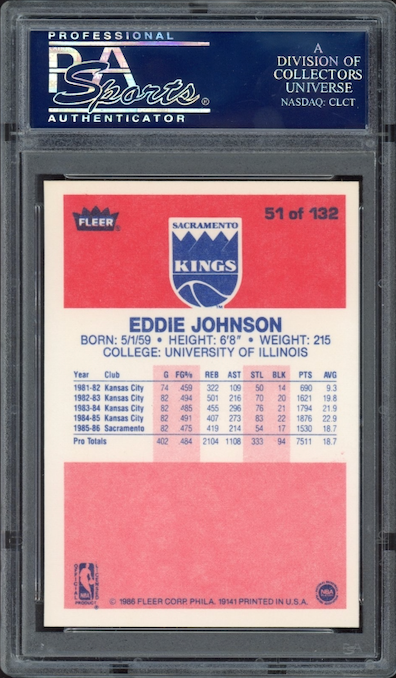 PROFESSIONAL
PSA
Sports®
AUTHENTICATOR
A
DIVISION OF
COLLECTORS
UNIVERSE
NASDAQ: CLCT
FLEER®
51 of 132
SACRAMENTO
KINGS
TM
EDDIE JOHNSON
BORN: 5/1/59 • HEIGHT: 6'8" • WEIGHT: 215
COLLEGE: UNIVERSITY OF ILLINOIS
Year Club G FG% REB AST STL BLK PTS AVG
1981-82 Kansas City 74 .459 322 109 50 14 690 9.3
1982-83 Kansas City 82 .494 501 216 70 20 1621 19.8
1983-84 Kansas City 82 .485 455 296 76 21 1794 21.9
1984-85 Kansas City 82 .491 407 273 83 22 1876 22.9
1985-86 Sacramento 82 .475 419 214 54 17 1530 18.7
Pro Totals 402 .484 2104 1108 333 94 7511 18.7
OFFICIAL
NBA
PRODUCT
© 1986 FLEER CORP. PHILA. 19141 PRINTED IN U.S.A.
NBA